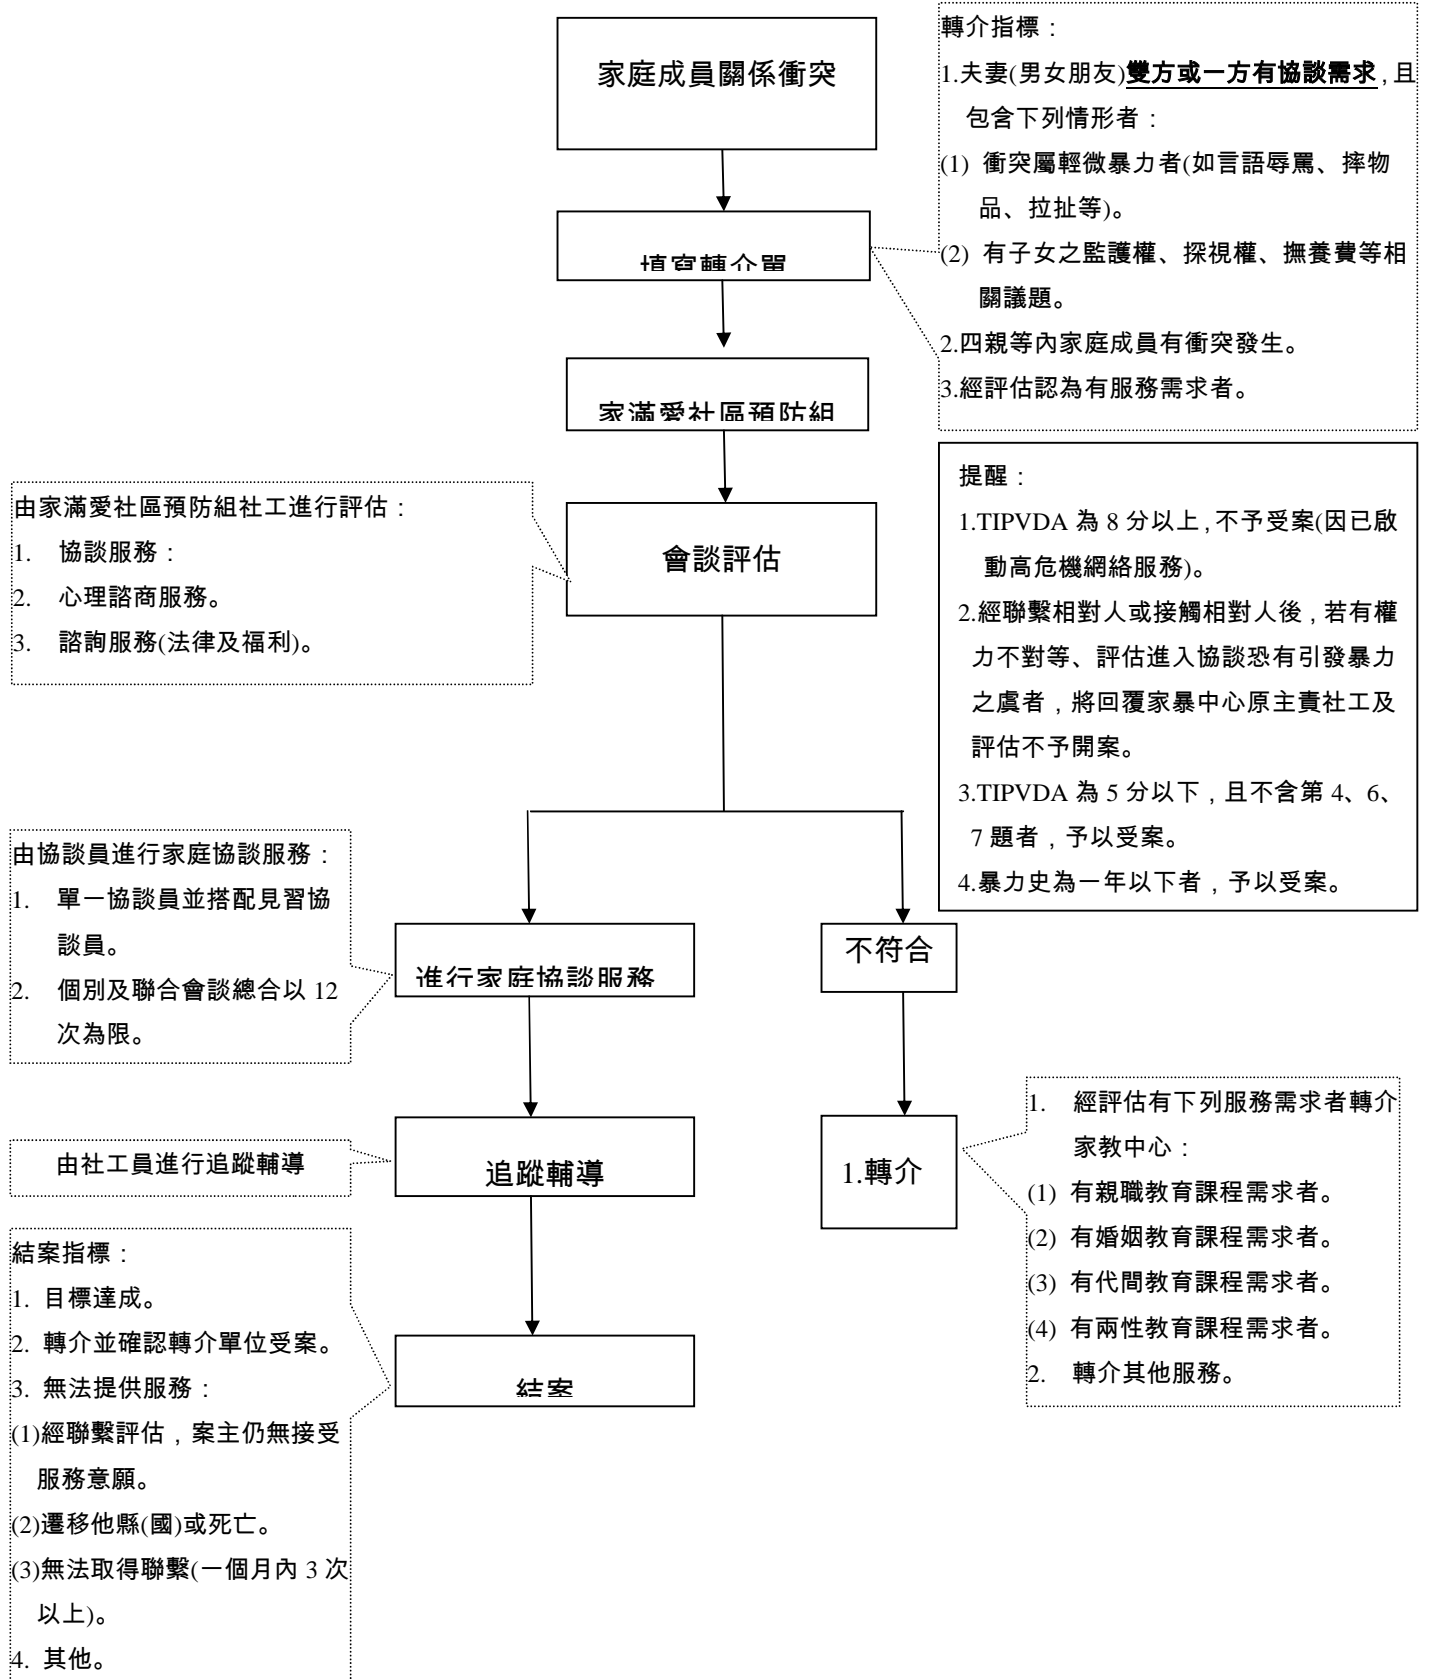 家庭成員關係衝突
轉介指標：
1.夫妻(男女朋友)雙方或一方有協談需求，且
包含下列情形者：
(1) 衝突屬輕微暴力者(如言語辱罵、摔物
品、拉扯等)。
(2) 有子女之監護權、探視權、撫養費等相
關議題。
2.四親等內家庭成員有衝突發生。
3.經評估認為有服務需求者。
填寫轉介單
家滿愛社區預防組
提醒：
1.TIPVDA 為 8 分以上，不予受案(因已啟
動高危機網絡服務)。
2.經聯繫相對人或接觸相對人後，若有權
力不對等、評估進入協談恐有引發暴力
之虞者，將回覆家暴中心原主責社工及
評估不予開案。
3.TIPVDA 為 5 分以下，且不含第 4、6、
7 題者，予以受案。
4.暴力史為一年以下者，予以受案。
由家滿愛社區預防組社工進行評估：
1. 協談服務：
2. 心理諮商服務。
3. 諮詢服務(法律及福利)。
會談評估
由協談員進行家庭協談服務：
1. 單一協談員並搭配見習協
談員。
2. 個別及聯合會談總合以 12
次為限。
進行家庭協談服務
不符合
由社工員進行追蹤輔導
追蹤輔導
1.轉介
1. 經評估有下列服務需求者轉介
家教中心：
(1) 有親職教育課程需求者。
(2) 有婚姻教育課程需求者。
(3) 有代間教育課程需求者。
(4) 有兩性教育課程需求者。
2. 轉介其他服務。
結案指標：
1. 目標達成。
2. 轉介並確認轉介單位受案。
3. 無法提供服務：
(1)經聯繫評估，案主仍無接受
服務意願。
(2)遷移他縣(國)或死亡。
(3)無法取得聯繫(一個月內 3 次
以上)。
4. 其他。
結案